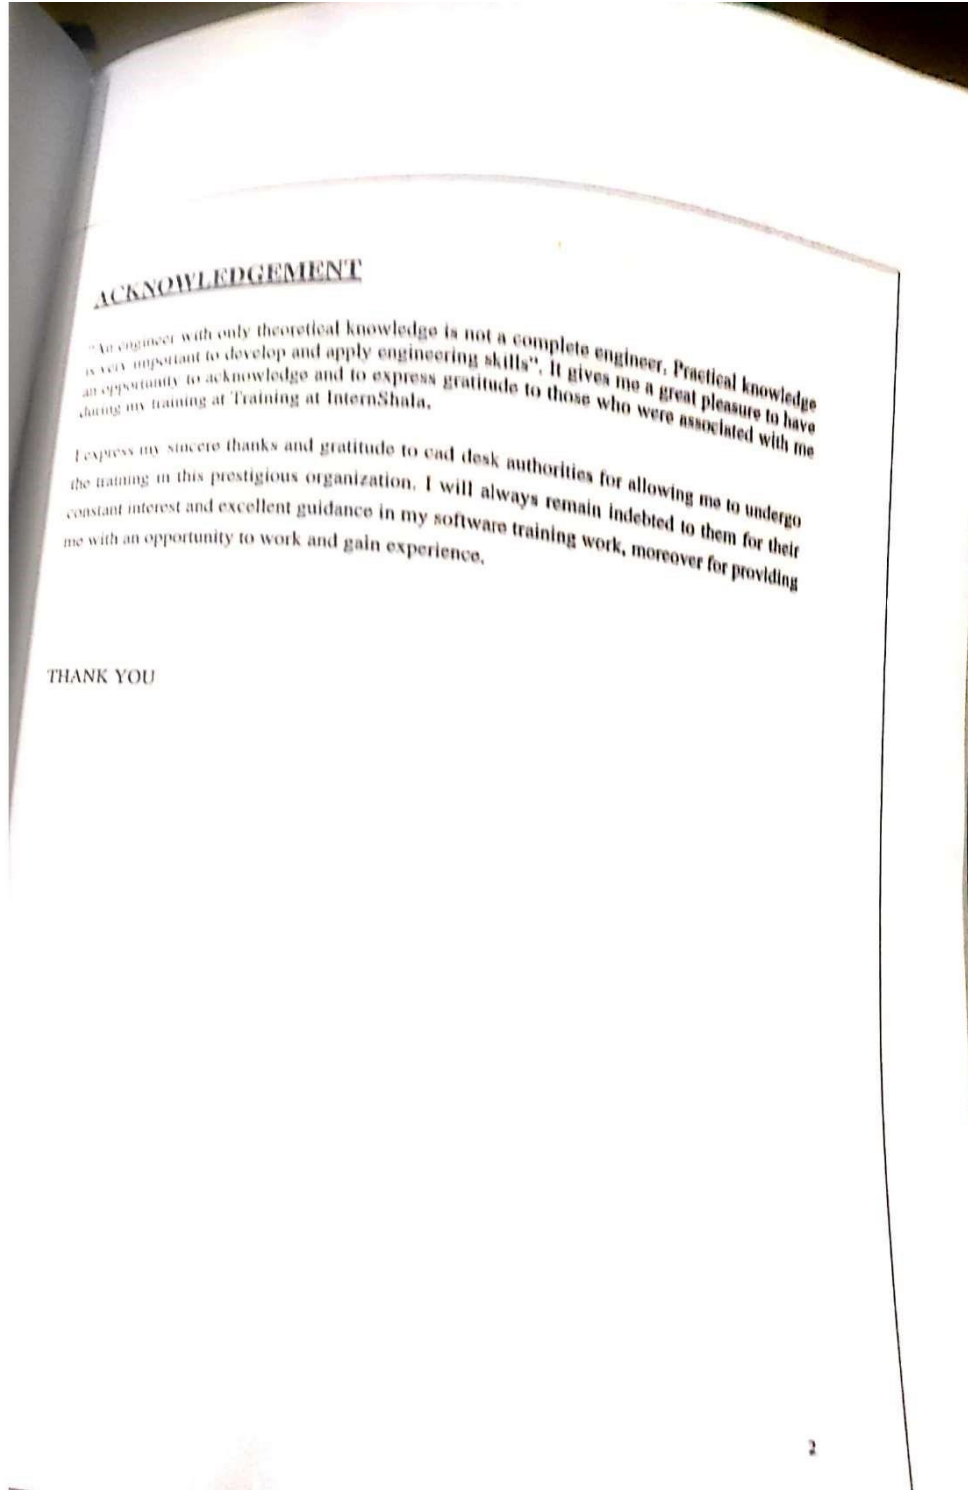 ACKNOWLEDGEMENT
"An engineer with only theoretical knowledge is not a complete engineer. Practical knowledge
is very important to develop and apply engineering skills". It gives me a great pleasure to have
an opportunity to acknowledge and to express gratitude to those who were associated with me
during my training at Training at InternShala.
I express my sincere thanks and gratitude to cad desk authorities for allowing me to undergo
the training in this prestigious organization. I will always remain indebted to them for their
constant interest and excellent guidance in my software training work, moreover for providing
me with an opportunity to work and gain experience.
THANK YOU
2